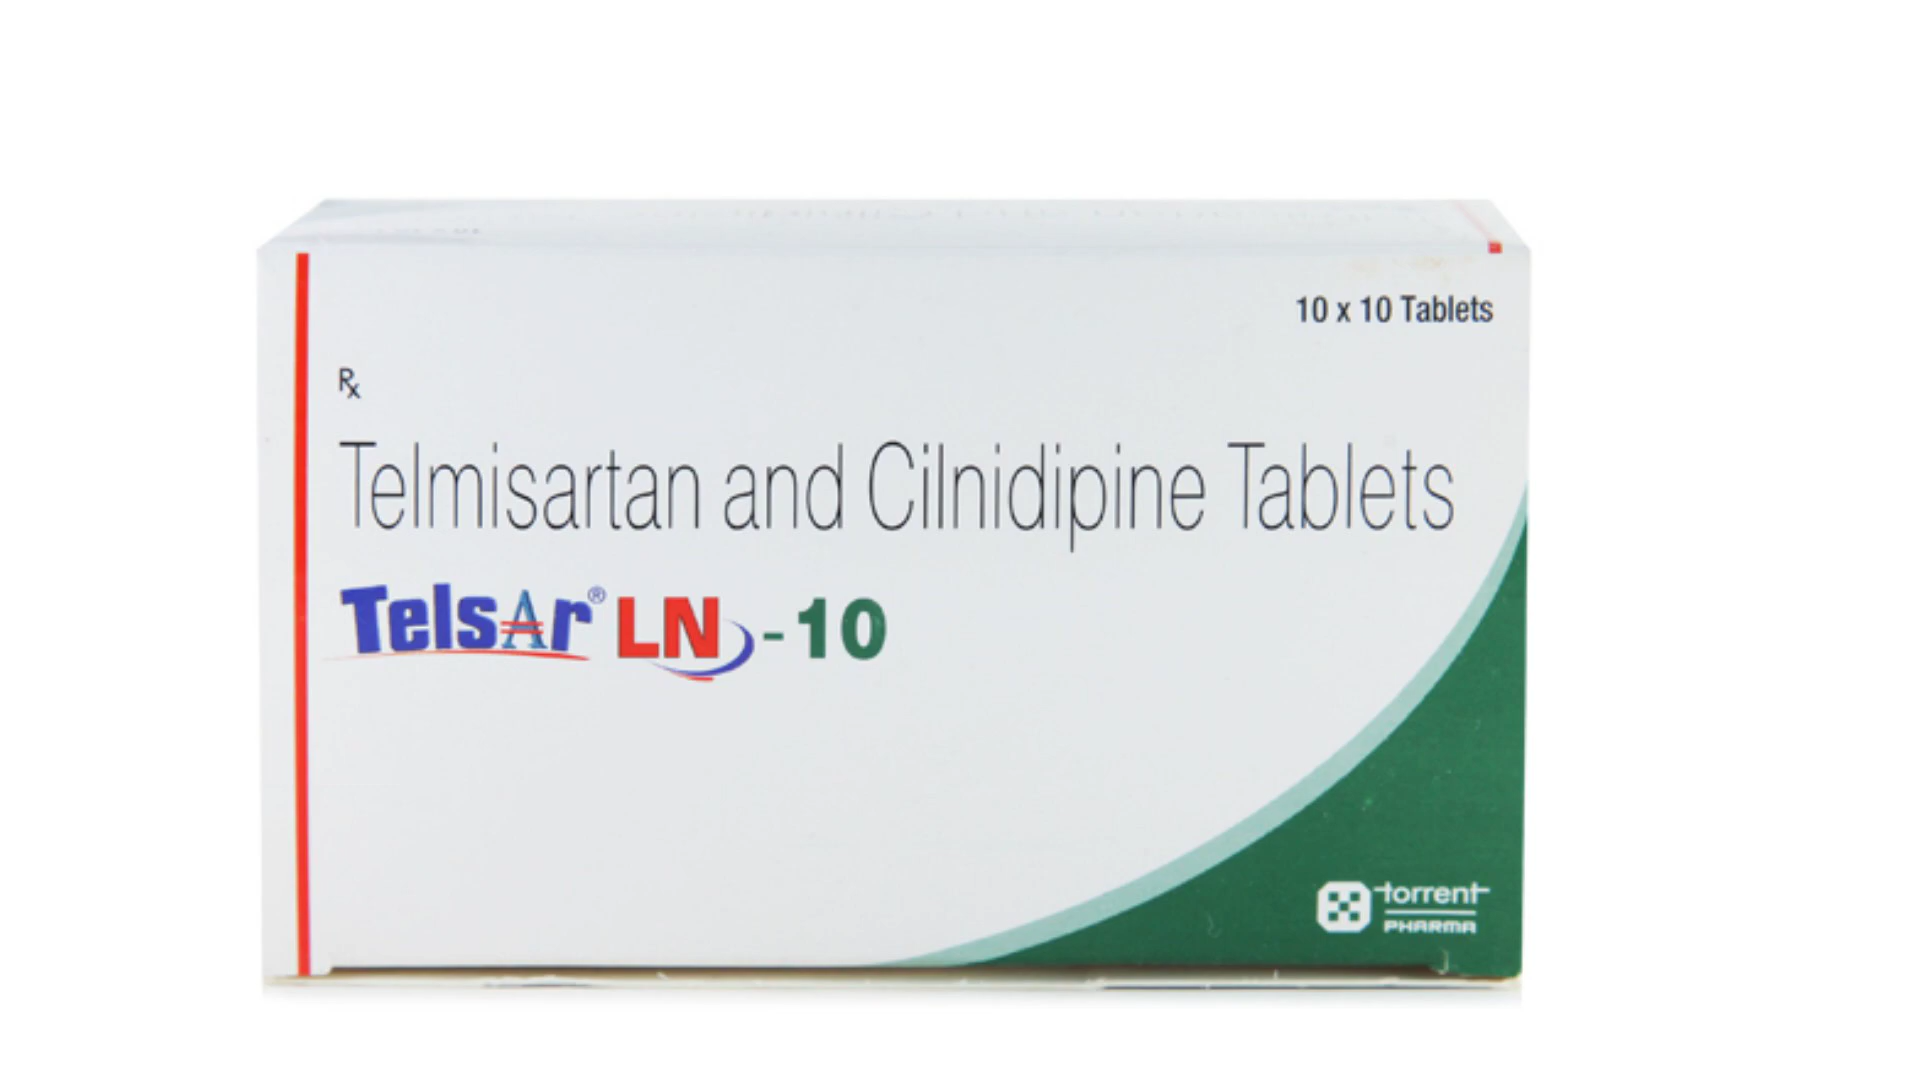 10 x 10 Tablets
Rx
Telmisartan and Cilnidipine Tablets
Telsar® LN -10
torrent
PHARMA